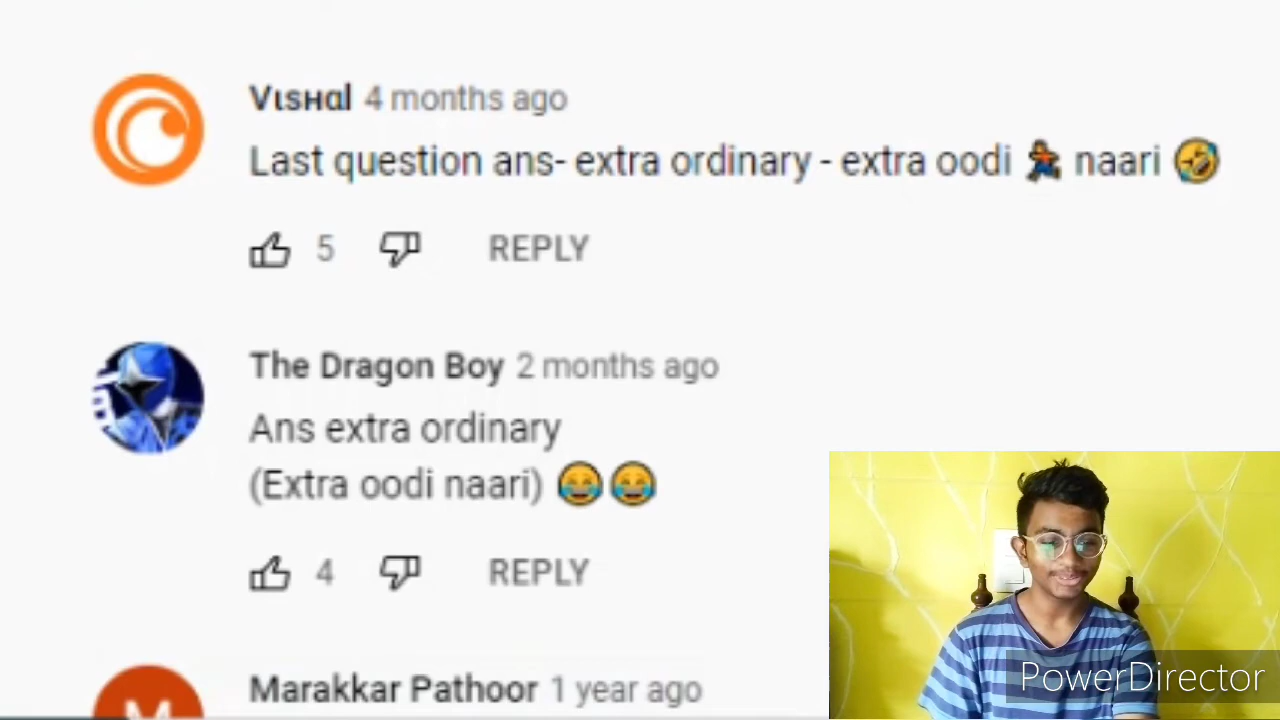 Vιѕнαl 4 months ago
Last question ans- extra ordinary - extra oodi 🏃 naari 🤣
5 REPLY
The Dragon Boy 2 months ago
Ans extra ordinary
(Extra oodi naari) 😂😂
4 REPLY
M
Marakkar Pathoor 1 year ago
PowerDirector